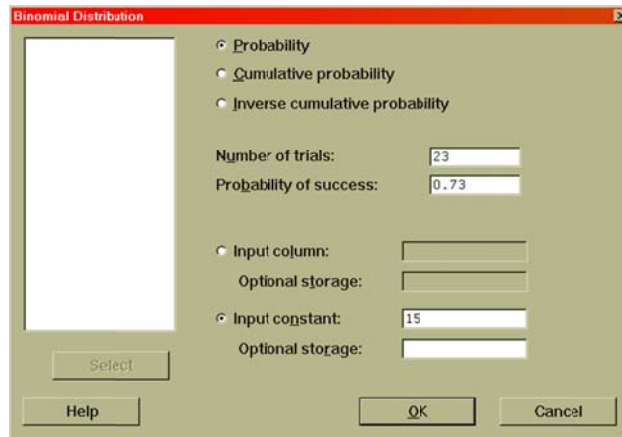 Binomial Distribution
Probability
Cumulative probability
Inverse cumulative probability
Number of trials: 23
Probability of success: 0.73
Input column:
Optional storage:
Input constant: 15
Optional storage:
Select
Help
OK
Cancel